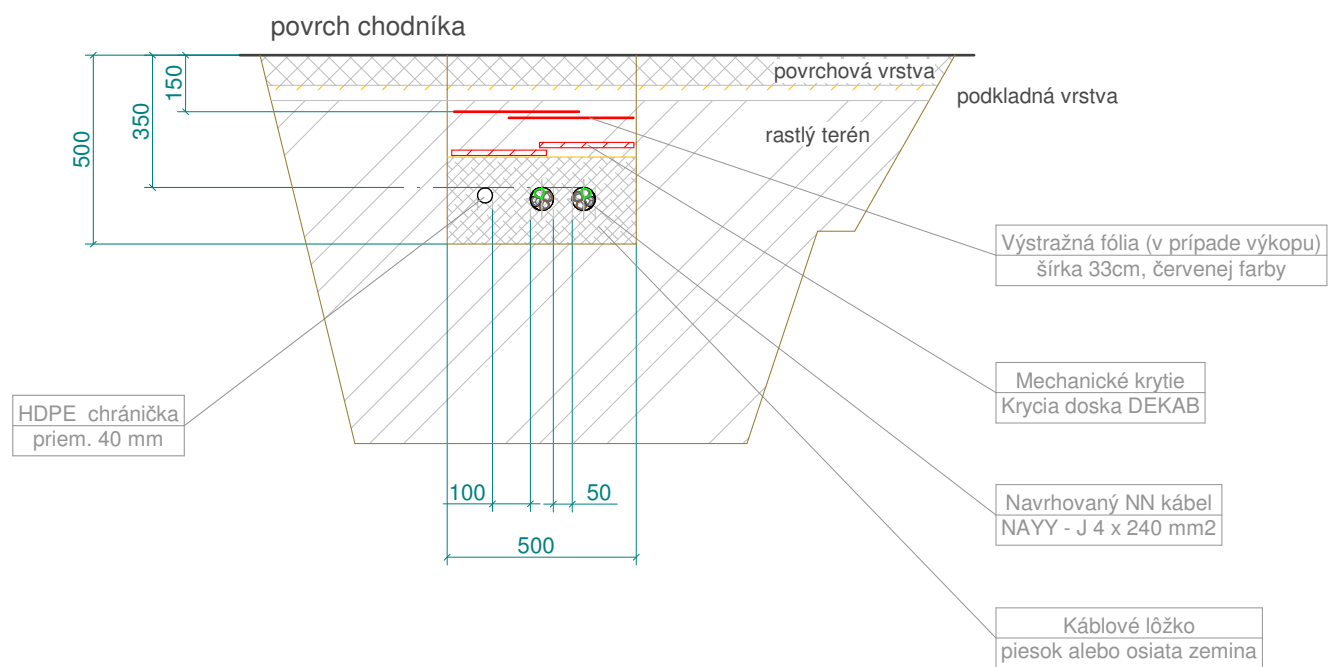 povrch chodníka
povrchová vrstva
podkladná vrstva
rastlý terén
150
350
500
Výstražná fólia (v prípade výkopu)
šírka 33cm, červenej farby
Mechanické krytie
Krycia doska DEKAB
HDPE chránička
priem. 40 mm
100
50
500
Navrhovaný NN kábel
NAYY - J 4 x 240 mm2
Káblové lôžko
piesok alebo osiata zemina